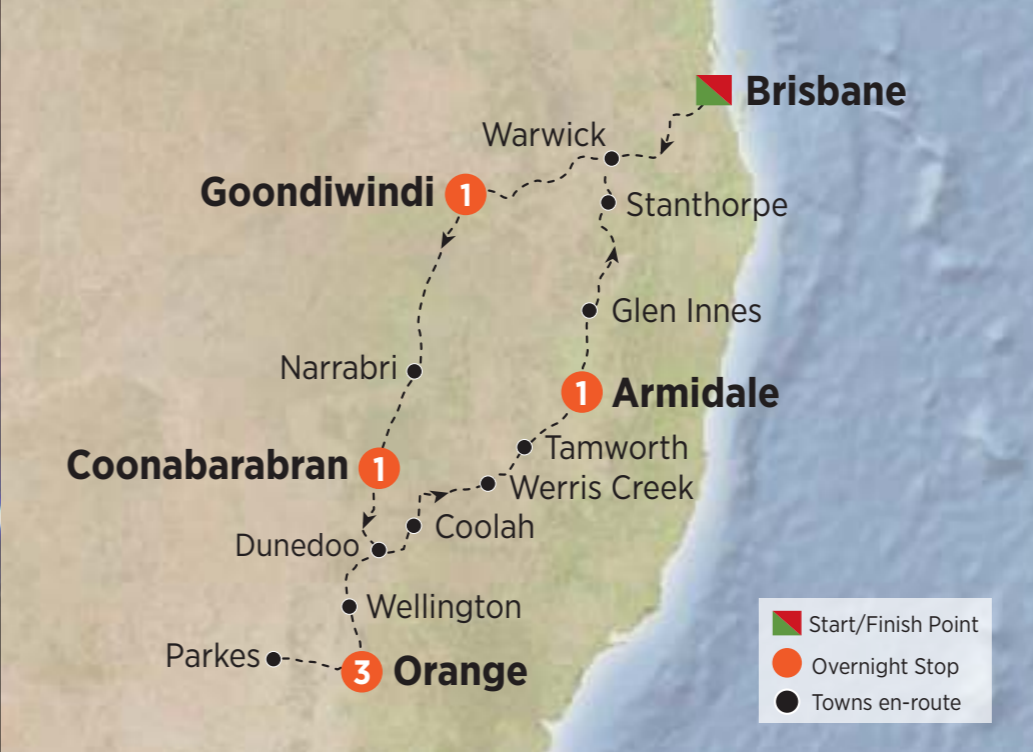 Brisbane
Warwick
Goondiwindi 1
Stanthorpe
Glen Innes
Narrabri
1 Armidale
Tamworth
Coonabarabran 1
Werris Creek
Coolah
Dunedoo
Wellington
Parkes
3 Orange
Start/Finish Point
Overnight Stop
Towns en-route